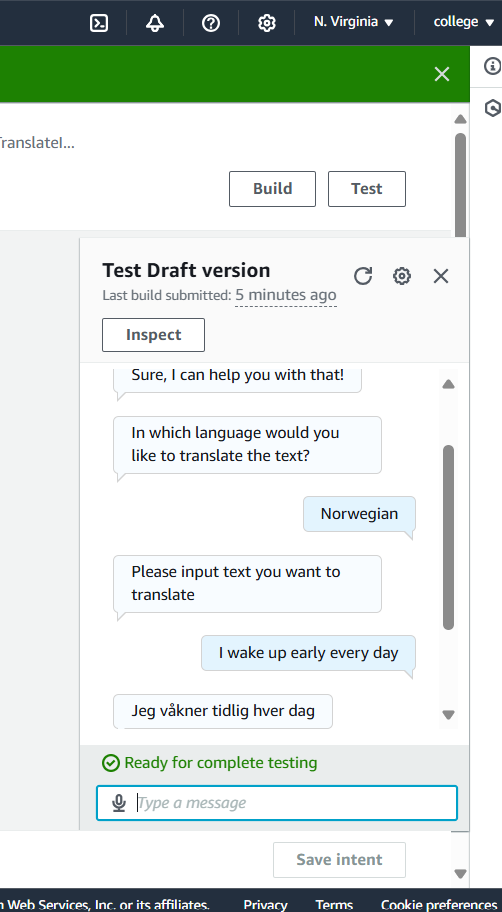 N. Virginia
college
TranslateI...
Build
Test
Test Draft version
Last build submitted: 5 minutes ago
Inspect
Sure, I can help you with that!
In which language would you
like to translate the text?
Norwegian
Please input text you want to
translate
I wake up early every day
Jeg våkner tidlig hver dag
Ready for complete testing
Type a message
Save intent
Web Services, Inc. or its affiliates.
Privacy
Terms
Cookie preferences